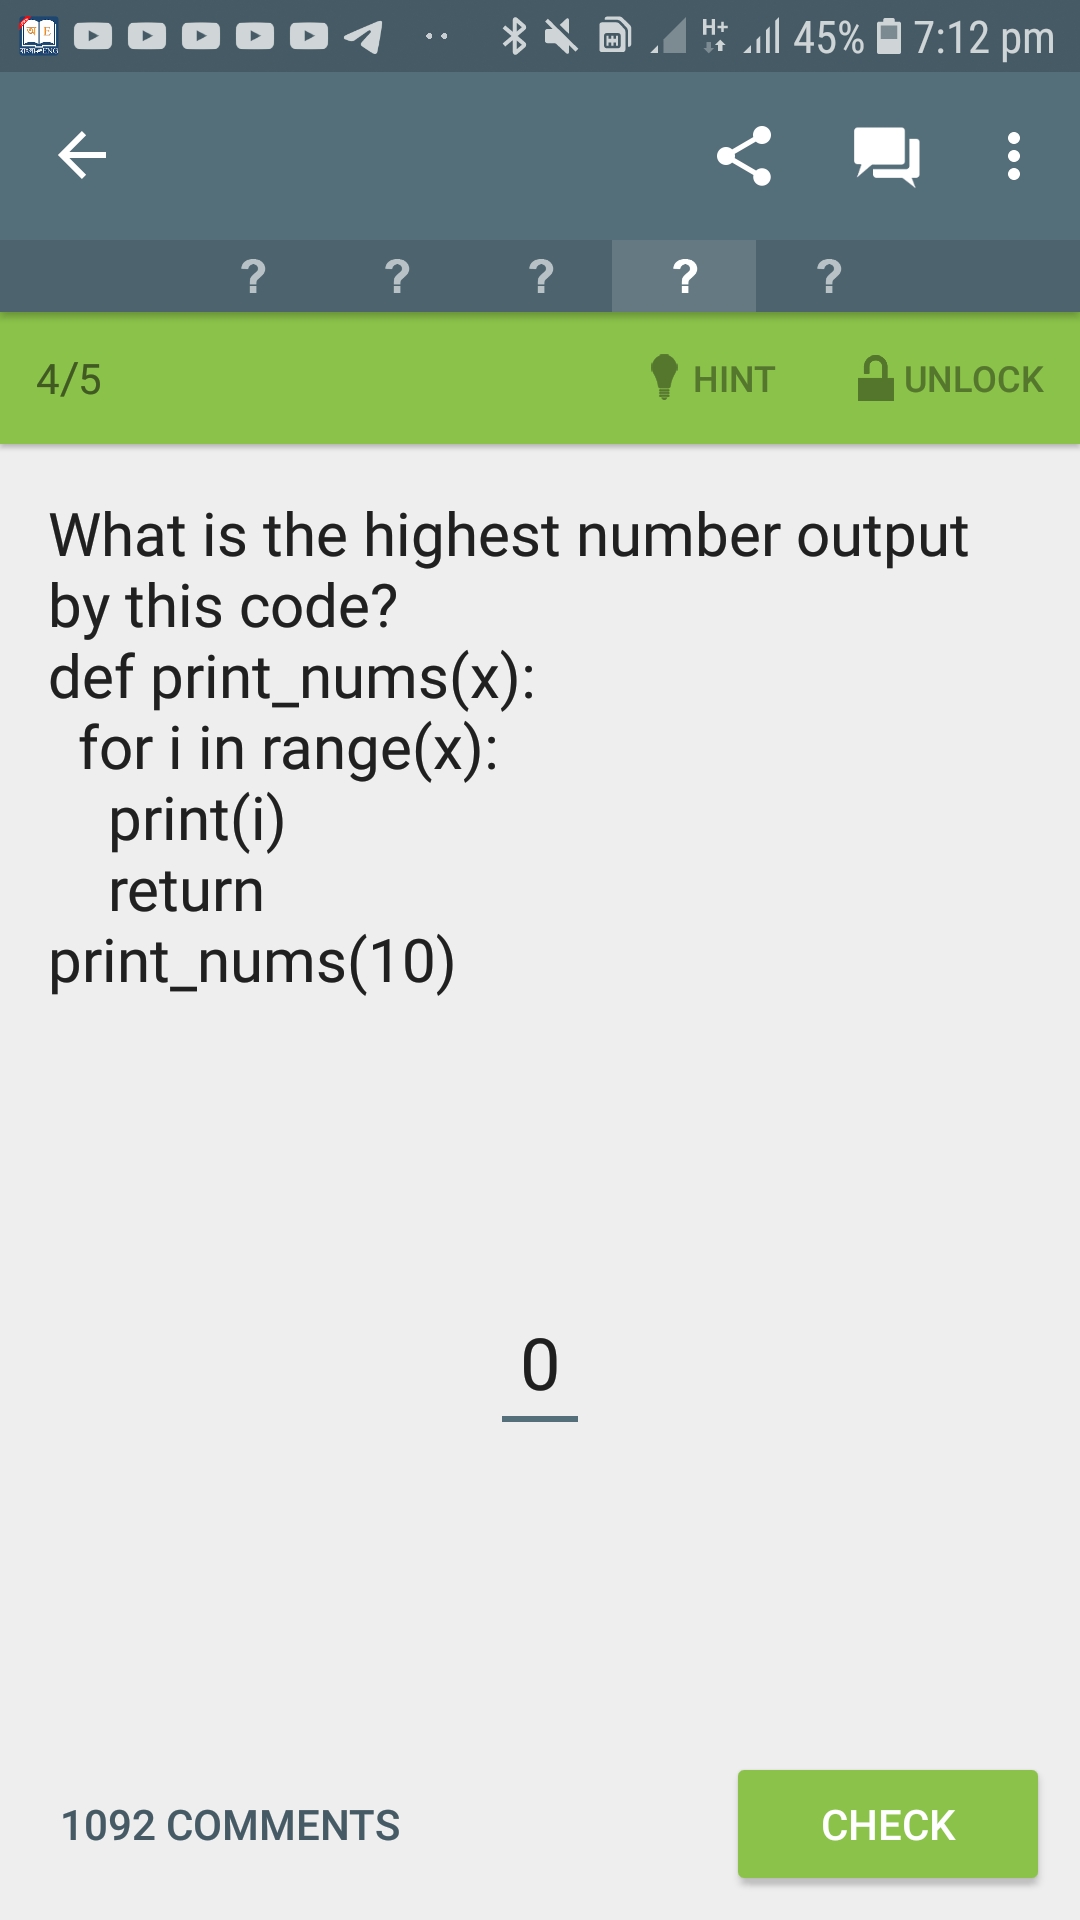 H+ 45% 7:12 pm
? ? ? ? ?
4/5 HINT UNLOCK
What is the highest number output
by this code?
def print_nums(x):
  for i in range(x):
    print(i)
    return
print_nums(10)
0
1092 COMMENTS CHECK